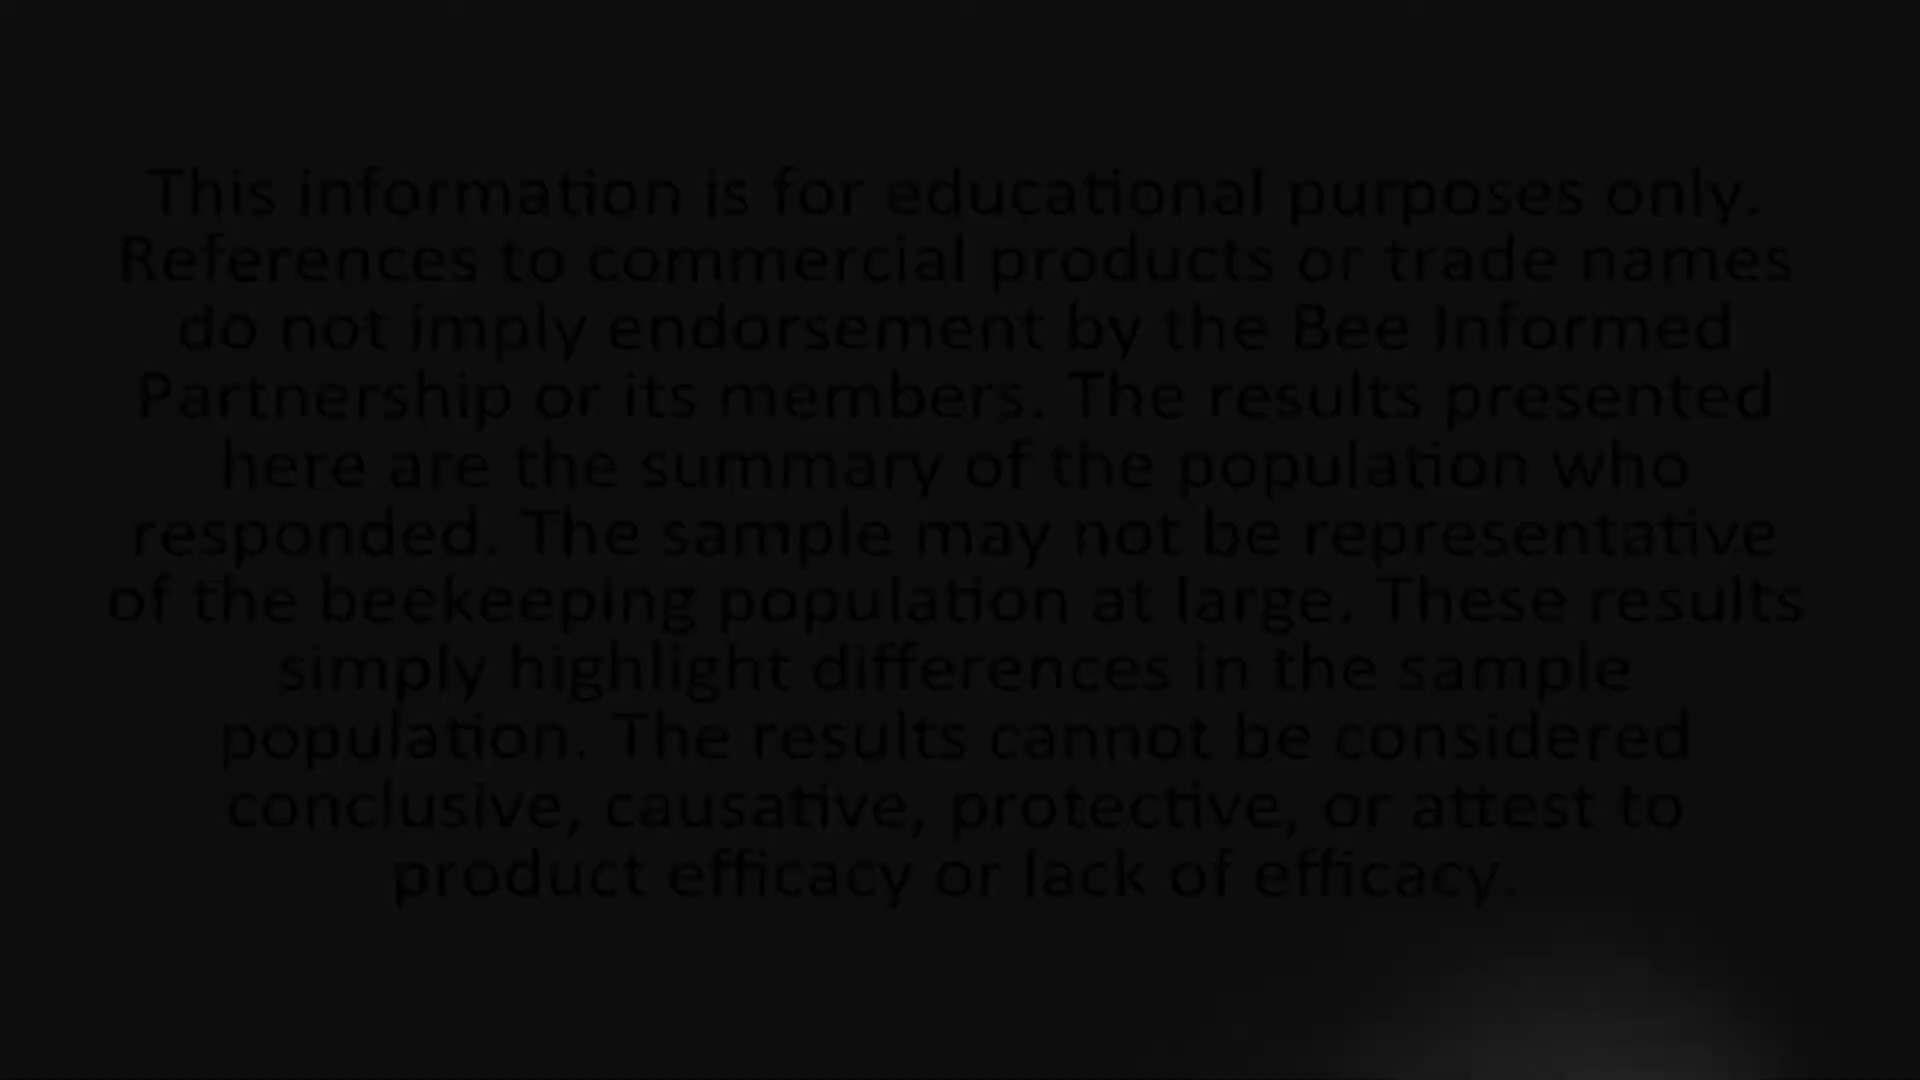 This information is for educational purposes only.
References to commercial products or trade names
do not imply endorsement by the Bee Informed
Partnership or its members. The results presented
here are the summary of the population who
responded. The sample may not be representative
of the beekeeping population at large. These results
simply highlight differences in the sample
population. The results cannot be considered
conclusive, causative, protective, or attest to
product efficacy or lack of efficacy.